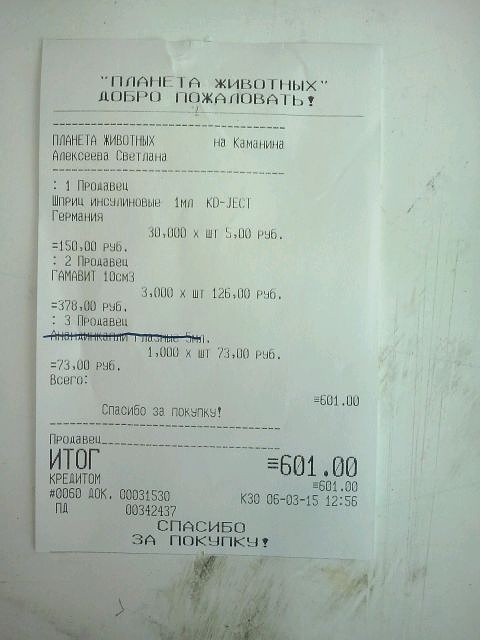 "ПЛАНЕТА ЖИВОТНЫХ"
ДОБРО ПОЖАЛОВАТЬ!
ПЛАНЕТА ЖИВОТНЫХ на Каманина
Алексеева Светлана
: 1 Продавец
Шприц инсулиновые 1мл KD-JECT
Германия
30,000 x шт 5,00 руб.
=150,00 руб.
: 2 Продавец
ГАМАВИТ 10см3
3,000 x шт 126,00 руб.
=378,00 руб.
: 3 Продавец
глазные 5мл.
1,000 x шт 73,00 руб.
=73,00 руб.
Всего:
=601.00
Спасибо за покупку!
Продавец
ИТОГ =601.00
КРЕДИТОМ =601.00
#0060 ДОК. 00031530 К30 06-03-15 12:56
ПД 00342437
СПАСИБО
ЗА ПОКУПКУ!